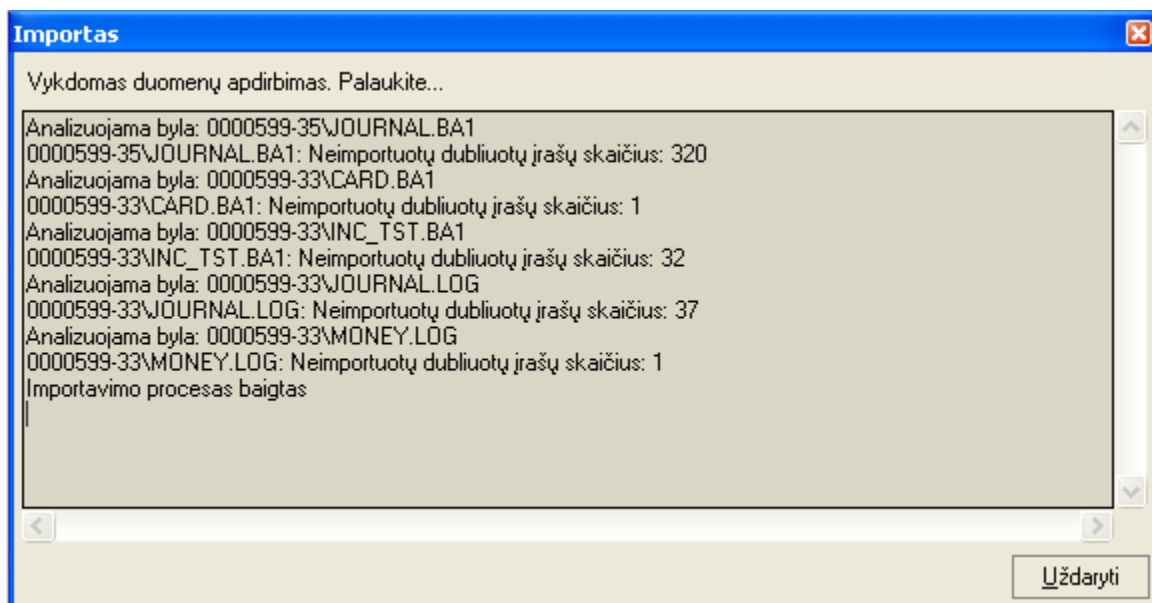 Importas
Vykdomas duomenų apdirbimas. Palaukite...
Analizuojama byla: 0000599-35\JOURNAL.BA1
0000599-35\JOURNAL.BA1: Neimportuotų dubliuotų įrašų skaičius: 320
Analizuojama byla: 0000599-33\CARD.BA1
0000599-33\CARD.BA1: Neimportuotų dubliuotų įrašų skaičius: 1
Analizuojama byla: 0000599-33\INC_TST.BA1
0000599-33\INC_TST.BA1: Neimportuotų dubliuotų įrašų skaičius: 32
Analizuojama byla: 0000599-33\JOURNAL.LOG
0000599-33\JOURNAL.LOG: Neimportuotų dubliuotų įrašų skaičius: 37
Analizuojama byla: 0000599-33\MONEY.LOG
0000599-33\MONEY.LOG: Neimportuotų dubliuotų įrašų skaičius: 1
Importavimo procesas baigtas
Uždaryti